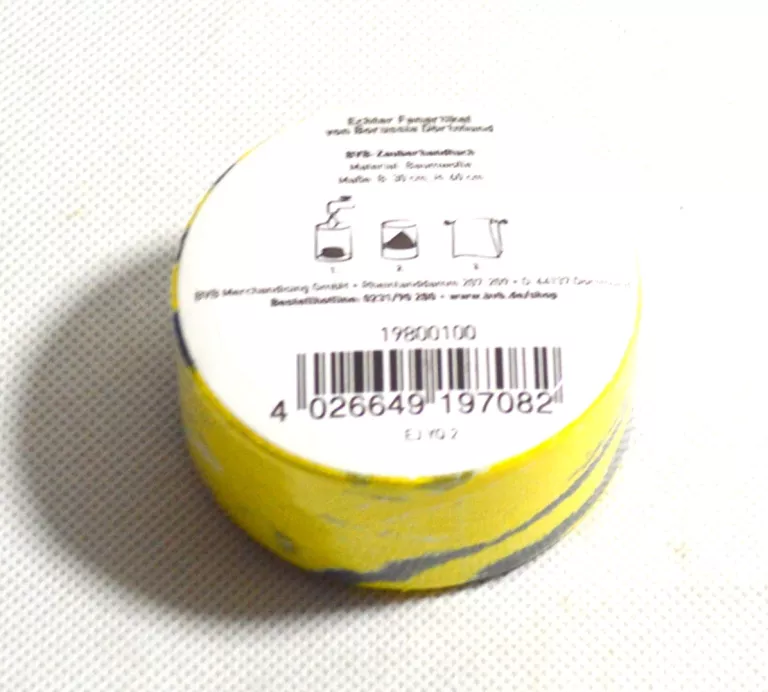 Echter Fanartikel
von Borussia Dortmund
BVB-Zauberhandtuch
Material: Baumwolle
Maße: B: 30 cm, H: 60 cm
1. 2. 3.
BVB Merchandising GmbH • Rheinlanddamm 207-209 • D-44137 Dortmund
Bestellhotline: 0231/90 200 • www.bvb.de/shop
19800100
4 026649 197082
EJ YQ 2